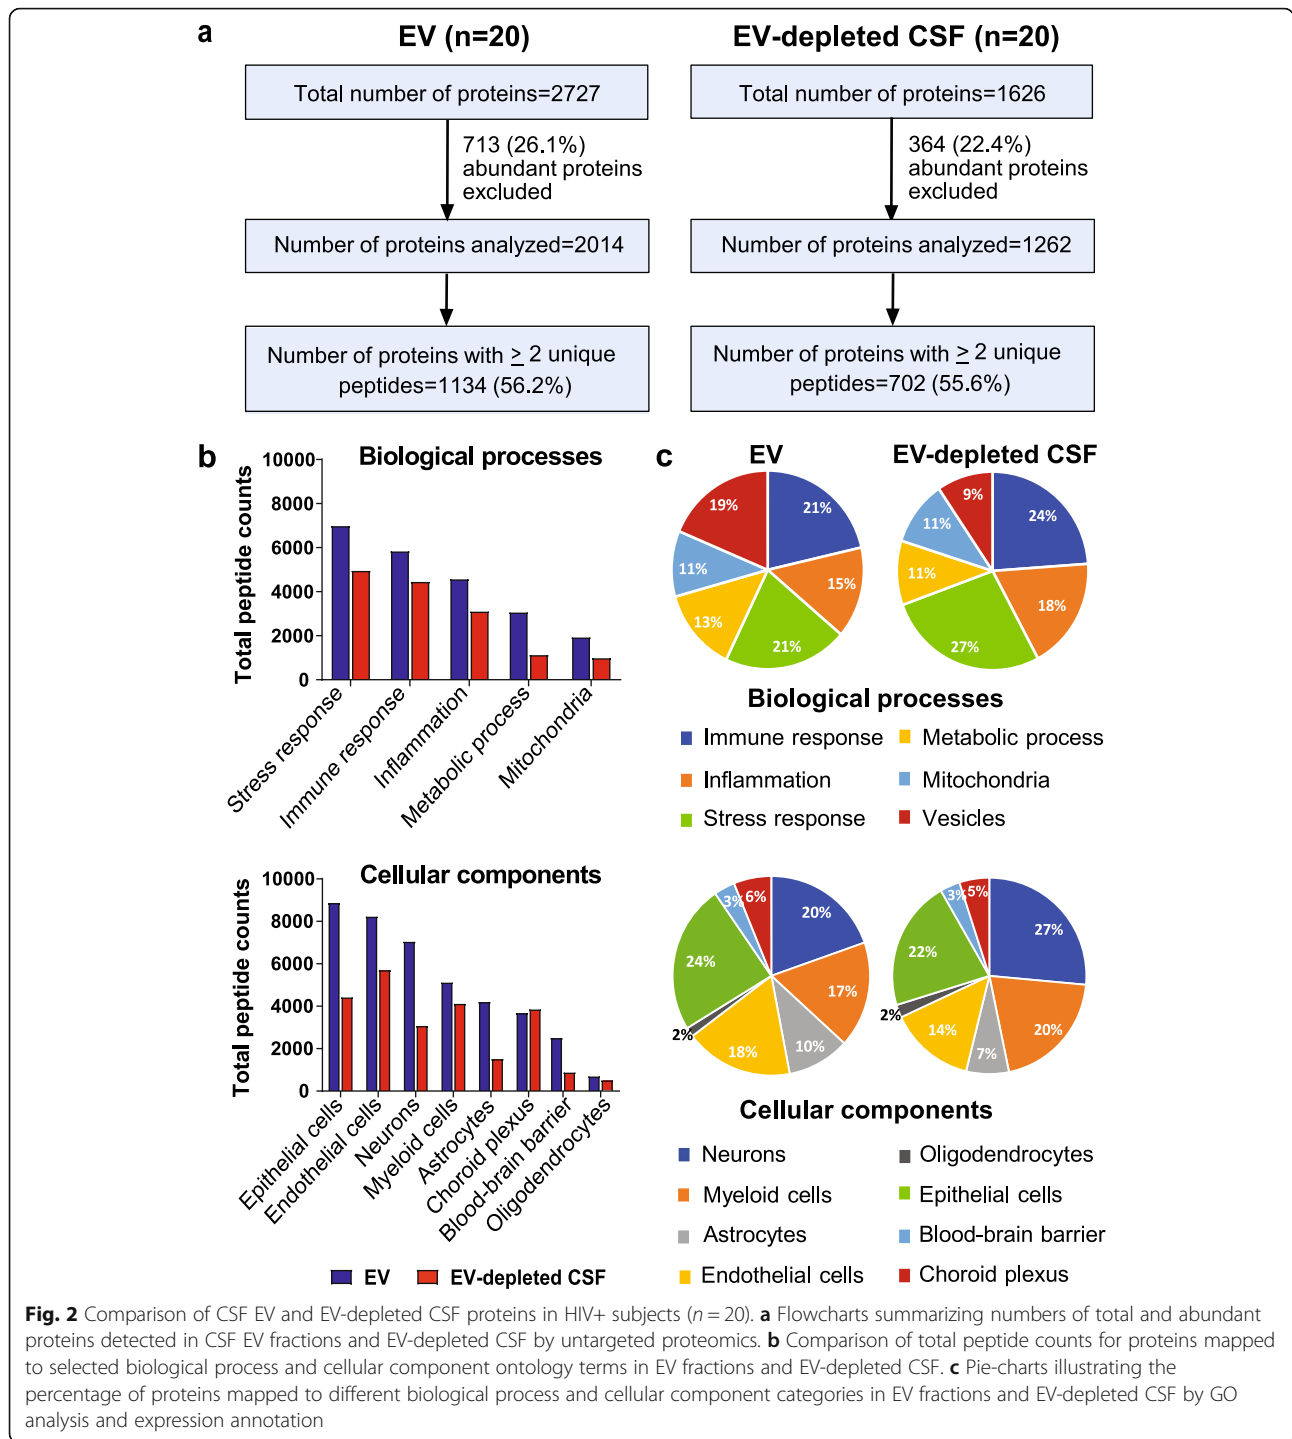 a
EV (n=20)
EV-depleted CSF (n=20)
Total number of proteins=2727
713 (26.1%)
abundant proteins
excluded
Number of proteins analyzed=2014
Number of proteins with ≥ 2 unique
peptides=1134 (56.2%)
Total number of proteins=1626
364 (22.4%)
abundant proteins
excluded
Number of proteins analyzed=1262
Number of proteins with ≥ 2 unique
peptides=702 (55.6%)
b
Biological processes
Total peptide counts
10000
8000
6000
4000
2000
0
Stress response
Immune response
Inflammation
Metabolic process
Mitochondria
Cellular components
Total peptide counts
10000
8000
6000
4000
2000
0
Epithelial cells
Endothelial cells
Neurons
Myeloid cells
Astrocytes
Choroid plexus
Blood-brain barrier
Oligodendrocytes
EV
EV-depleted CSF
c
EV
21%
15%
21%
13%
11%
19%
EV-depleted CSF
24%
18%
27%
11%
11%
9%
Biological processes
Immune response
Metabolic process
Inflammation
Mitochondria
Stress response
Vesicles
20%
17%
10%
18%
2%
24%
3%
6%
27%
20%
7%
14%
2%
22%
3%
5%
Cellular components
Neurons
Oligodendrocytes
Myeloid cells
Epithelial cells
Astrocytes
Blood-brain barrier
Endothelial cells
Choroid plexus
Fig. 2 Comparison of CSF EV and EV-depleted CSF proteins in HIV+ subjects (n = 20). a Flowcharts summarizing numbers of total and abundant
proteins detected in CSF EV fractions and EV-depleted CSF by untargeted proteomics. b Comparison of total peptide counts for proteins mapped
to selected biological process and cellular component ontology terms in EV fractions and EV-depleted CSF. c Pie-charts illustrating the
percentage of proteins mapped to different biological process and cellular component categories in EV fractions and EV-depleted CSF by GO
analysis and expression annotation